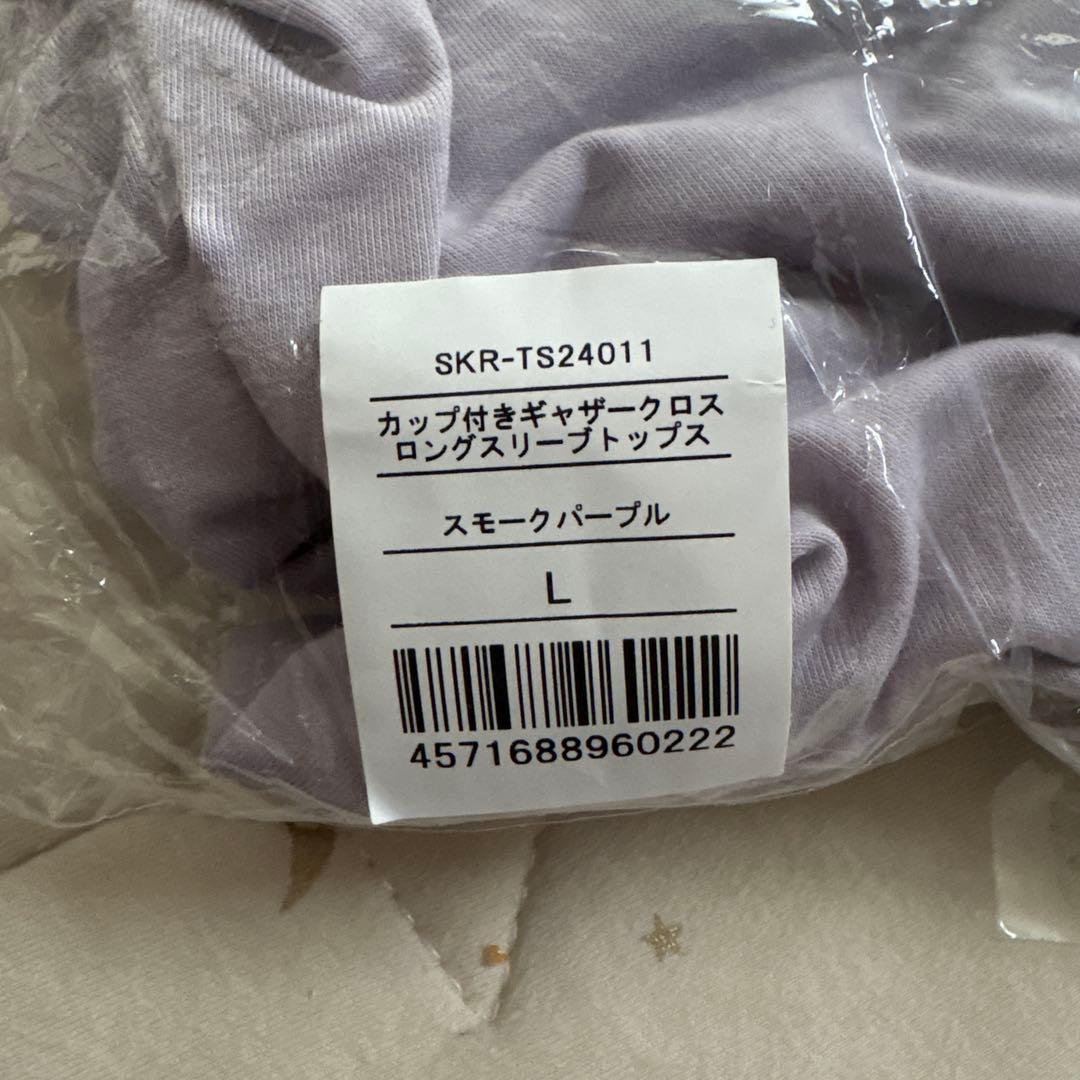 SKR-TS24011
カップ付きギャザークロス
ロングスリーブトップス
スモークパープル
L
4571688960222